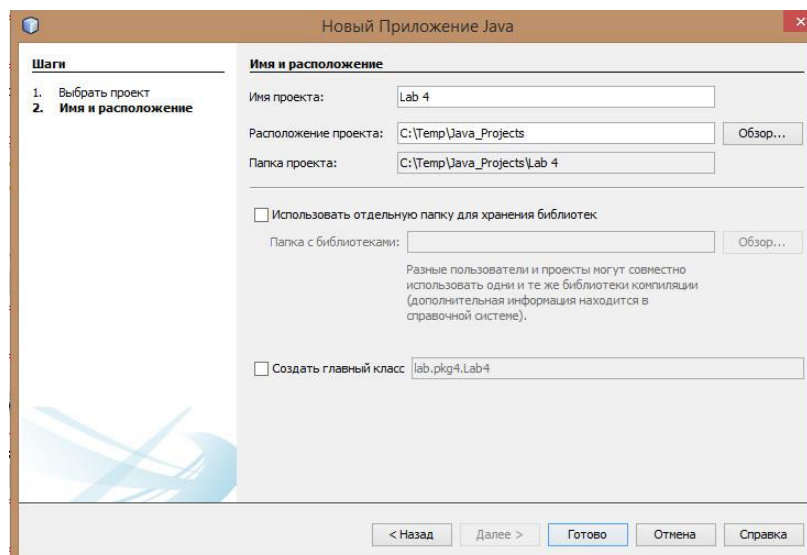 Новый Приложение Java
Шаги
1. Выбрать проект
2. Имя и расположение
Имя и расположение
Имя проекта: Lab 4
Расположение проекта: C:\Temp\Java_Projects Обзор...
Папка проекта: C:\Temp\Java_Projects\Lab 4
Использовать отдельную папку для хранения библиотек
Папка с библиотеками: Обзор...
Разные пользователи и проекты могут совместно
использовать одни и те же библиотеки компиляции
(дополнительная информация находится в
справочной системе).
Создать главный класс lab.pkg4.Lab4
< Назад Далее > Готово Отмена Справка